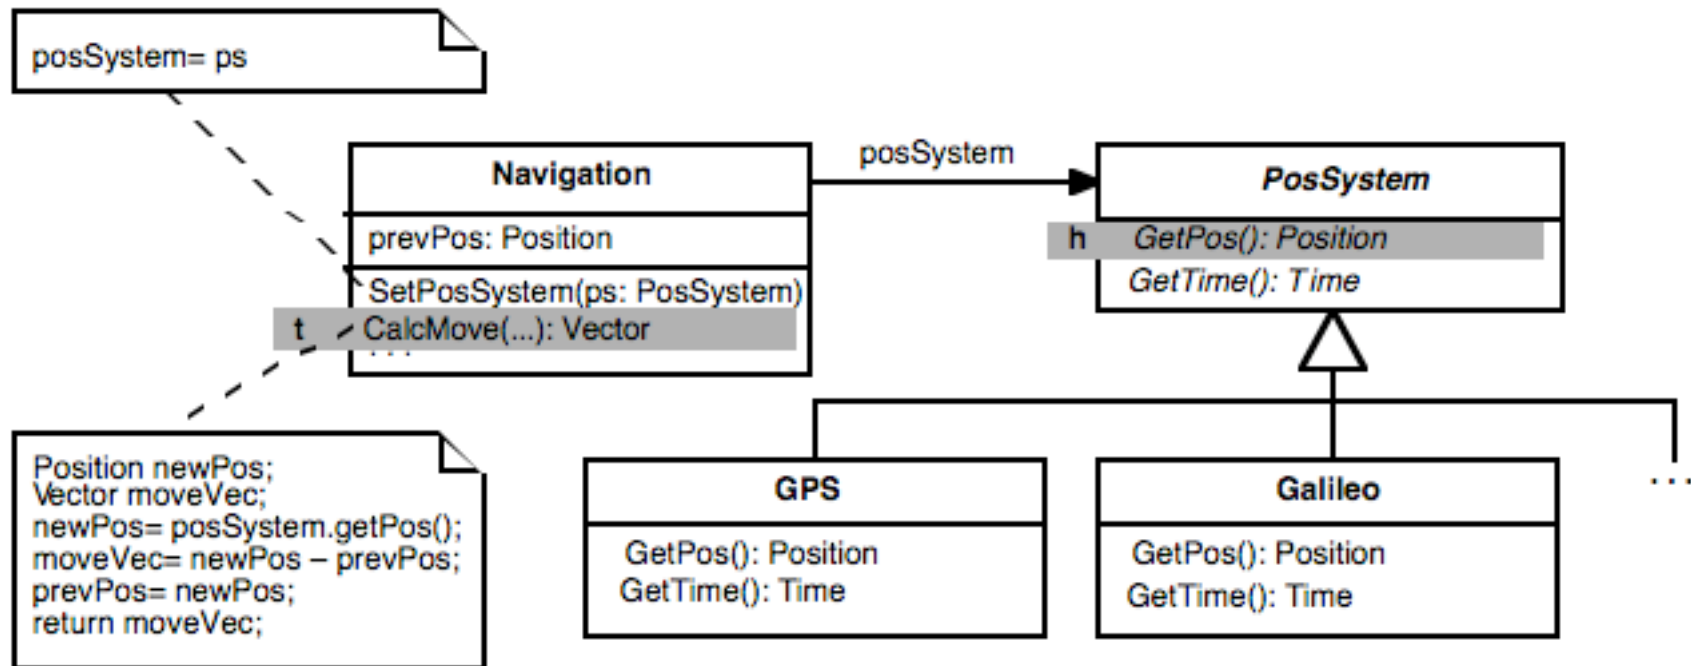 posSystem= ps
Navigation
prevPos: Position
SetPosSystem(ps: PosSystem)
t CalcMove(...): Vector
. . .
posSystem
PosSystem
h GetPos(): Position
GetTime(): Time
Position newPos;
Vector moveVec;
newPos= posSystem.getPos();
moveVec= newPos – prevPos;
prevPos= newPos;
return moveVec;
GPS
GetPos(): Position
GetTime(): Time
Galileo
GetPos(): Position
GetTime(): Time
. . .